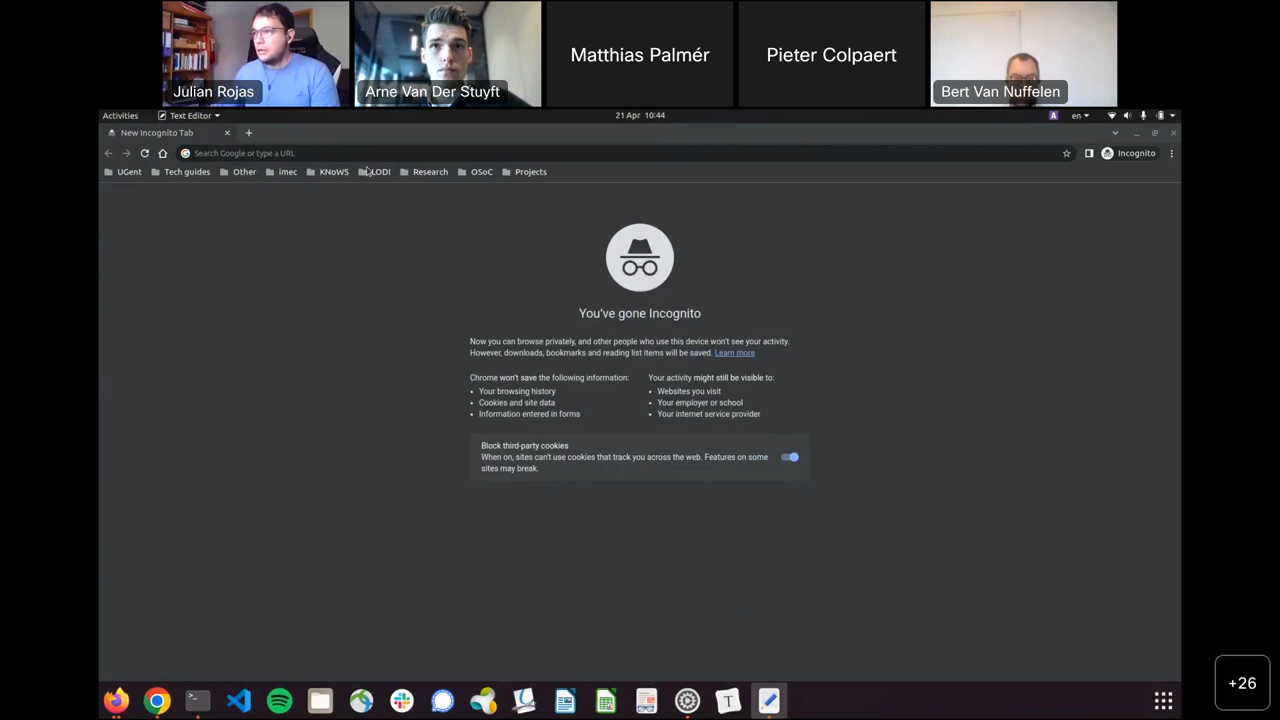 Julian Rojas
Arne Van Der Stuyft
Matthias Palmér
Pieter Colpaert
Bert Van Nuffelen
Activities
Text Editor
21 Apr 10:44
A
en
New Incognito Tab
Search Google or type a URL
Incognito
UGent
Tech guides
Other
imec
KNoWS
LODI
Research
OSoC
Projects
You've gone Incognito
Now you can browse privately, and other people who use this device won't see your activity.
However, downloads, bookmarks and reading list items will be saved. Learn more
Chrome won't save the following information:
• Your browsing history
• Cookies and site data
• Information entered in forms
Your activity might still be visible to:
• Websites you visit
• Your employer or school
• Your internet service provider
Block third-party cookies
When on, sites can't use cookies that track you across the web. Features on some
sites may break.
T
+26